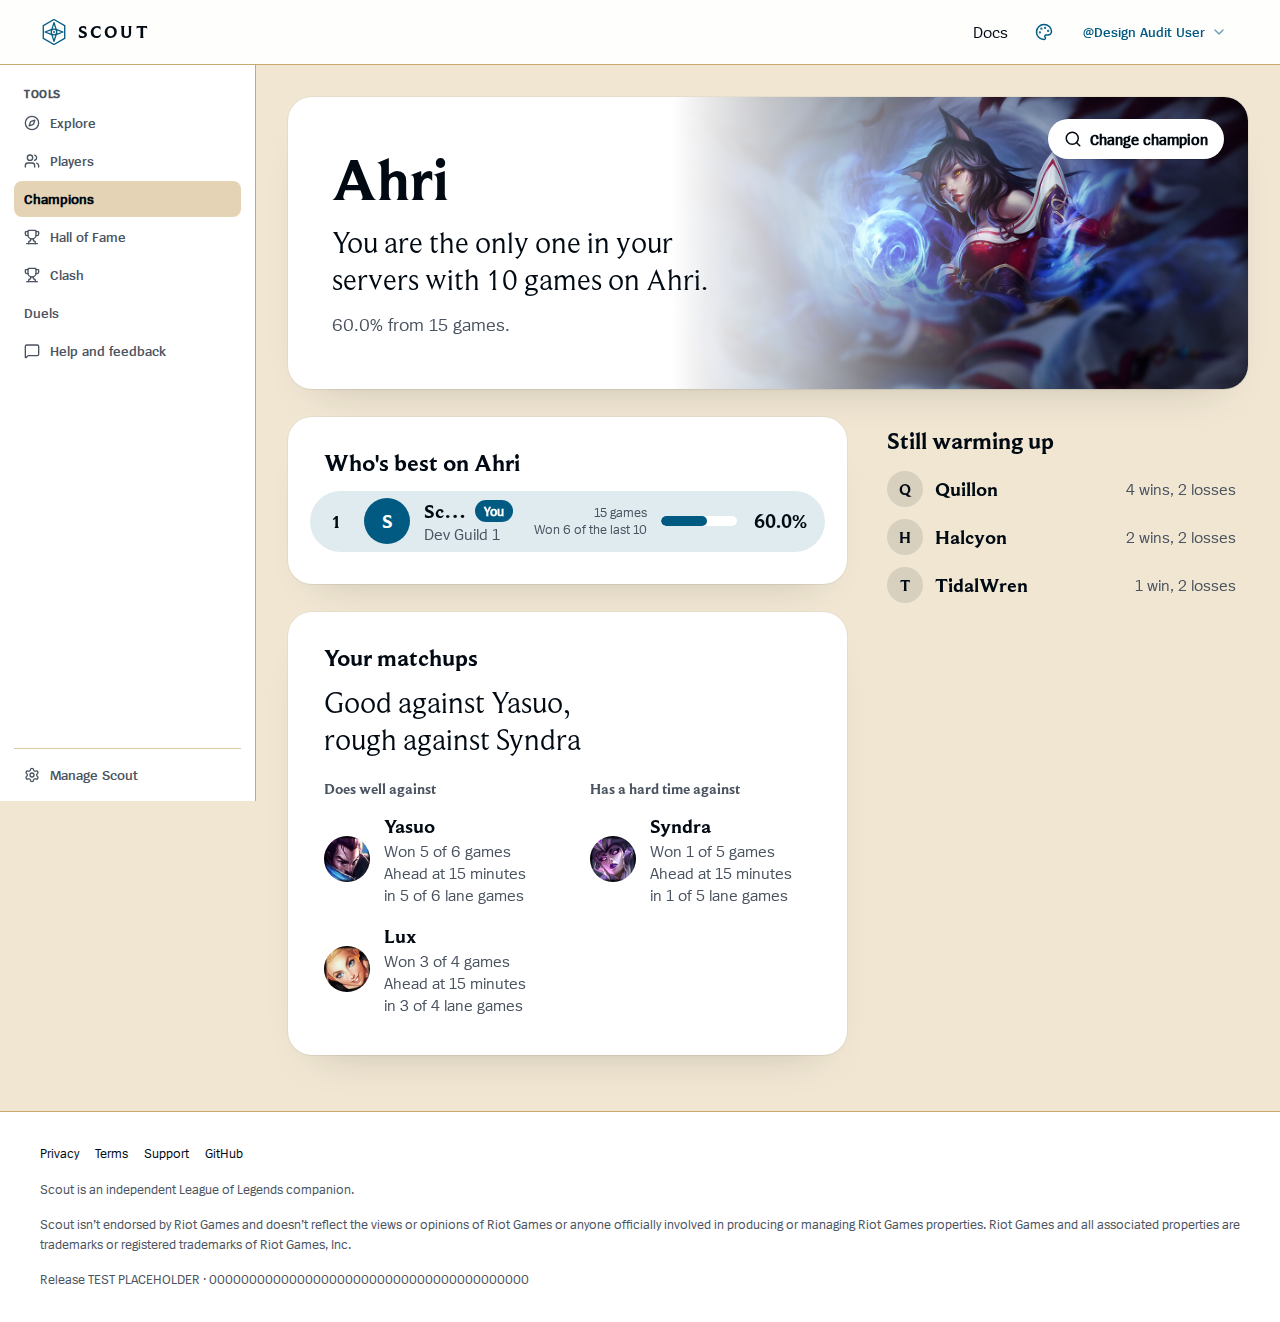 SCOUT
Docs
@Design Audit User
TOOLS
Explore
Players
Champions
Hall of Fame
Clash
Duels
Help and feedback
Manage Scout
Ahri
You are the only one in your
servers with 10 games on Ahri.
60.0% from 15 games.
Change champion
Who's best on Ahri
1
S
Sc...
You
Dev Guild 1
15 games
Won 6 of the last 10
60.0%
Your matchups
Good against Yasuo,
rough against Syndra
Does well against
Yasuo
Won 5 of 6 games
Ahead at 15 minutes
in 5 of 6 lane games
Lux
Won 3 of 4 games
Ahead at 15 minutes
in 3 of 4 lane games
Has a hard time against
Syndra
Won 1 of 5 games
Ahead at 15 minutes
in 1 of 5 lane games
Still warming up
Q
Quillon
4 wins, 2 losses
H
Halcyon
2 wins, 2 losses
T
TidalWren
1 win, 2 losses
Privacy
Terms
Support
GitHub
Scout is an independent League of Legends companion.
Scout isn't endorsed by Riot Games and doesn't reflect the views or opinions of Riot Games or anyone officially involved in producing or managing Riot Games properties. Riot Games and all associated properties are
trademarks or registered trademarks of Riot Games, Inc.
Release TEST PLACEHOLDER · 0000000000000000000000000000000000000000